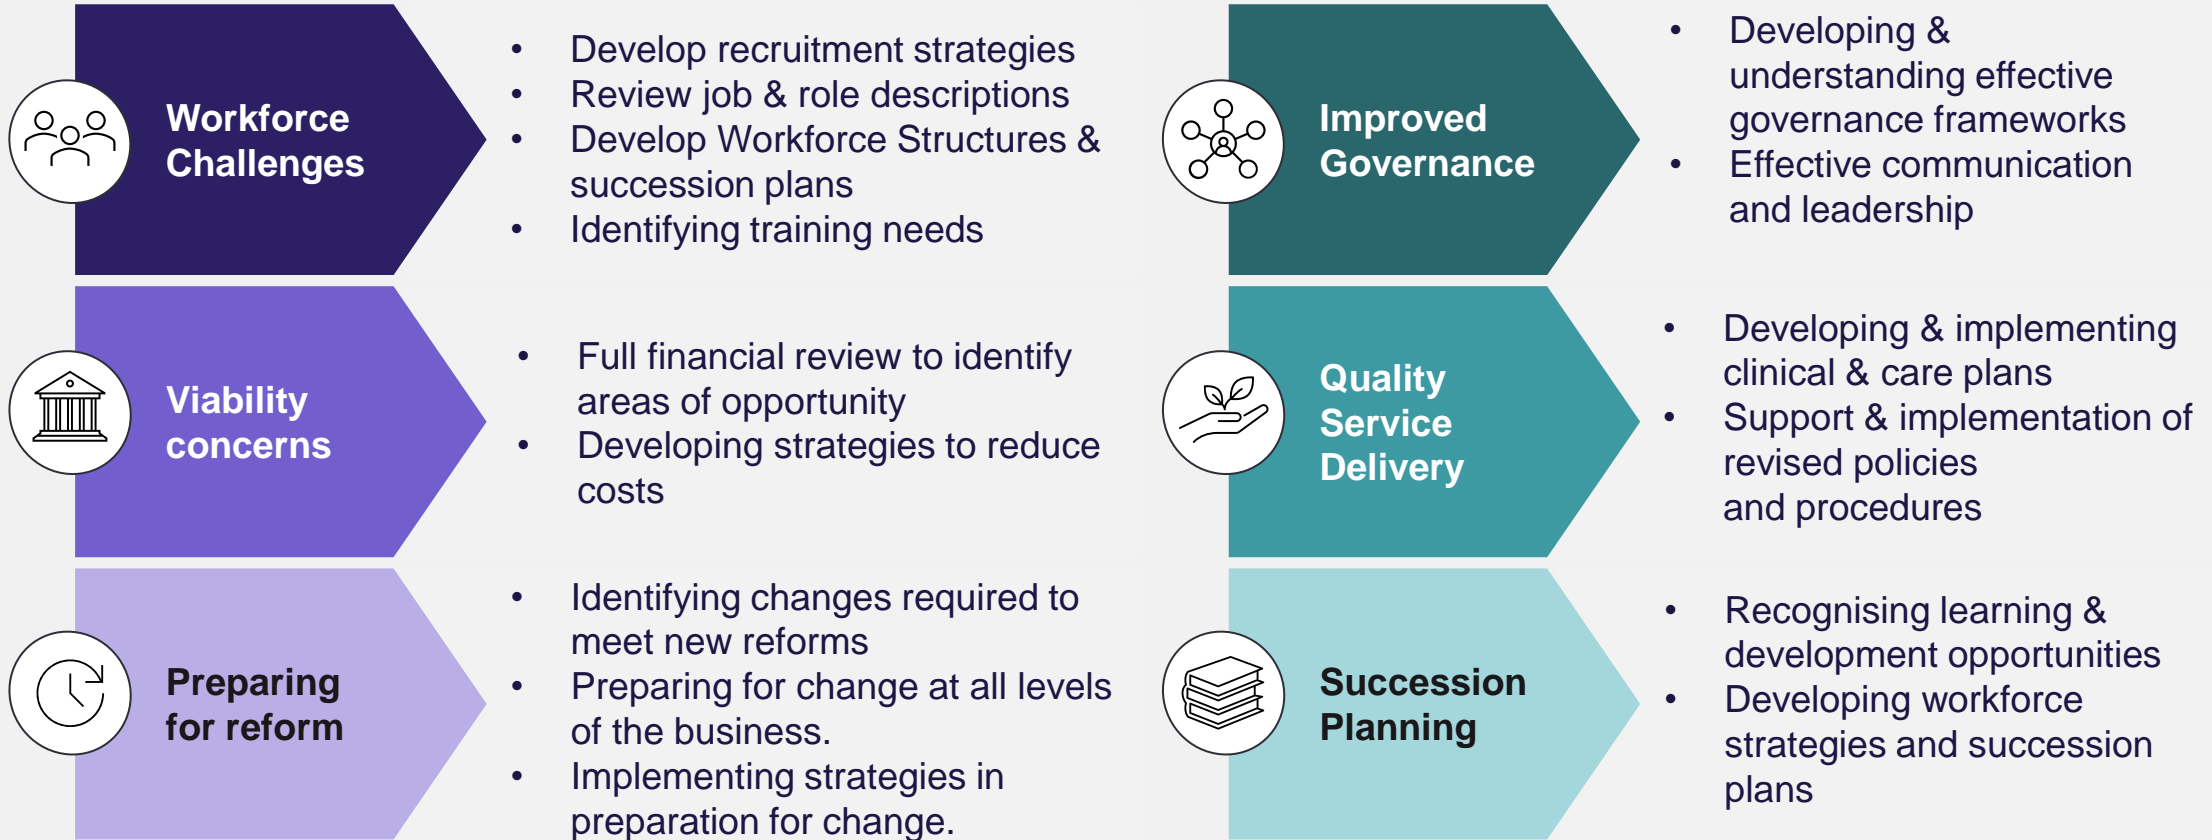 Workforce
Challenges
• Develop recruitment strategies
• Review job & role descriptions
• Develop Workforce Structures &
succession plans
• Identifying training needs
Viability
concerns
• Full financial review to identify
areas of opportunity
• Developing strategies to reduce
costs
Preparing
for reform
• Identifying changes required to
meet new reforms
• Preparing for change at all levels
of the business.
• Implementing strategies in
preparation for change.
Improved
Governance
• Developing &
understanding effective
governance frameworks
• Effective communication
and leadership
Quality
Service
Delivery
• Developing & implementing
clinical & care plans
• Support & implementation of
revised policies
and procedures
Succession
Planning
• Recognising learning &
development opportunities
• Developing workforce
strategies and succession
plans